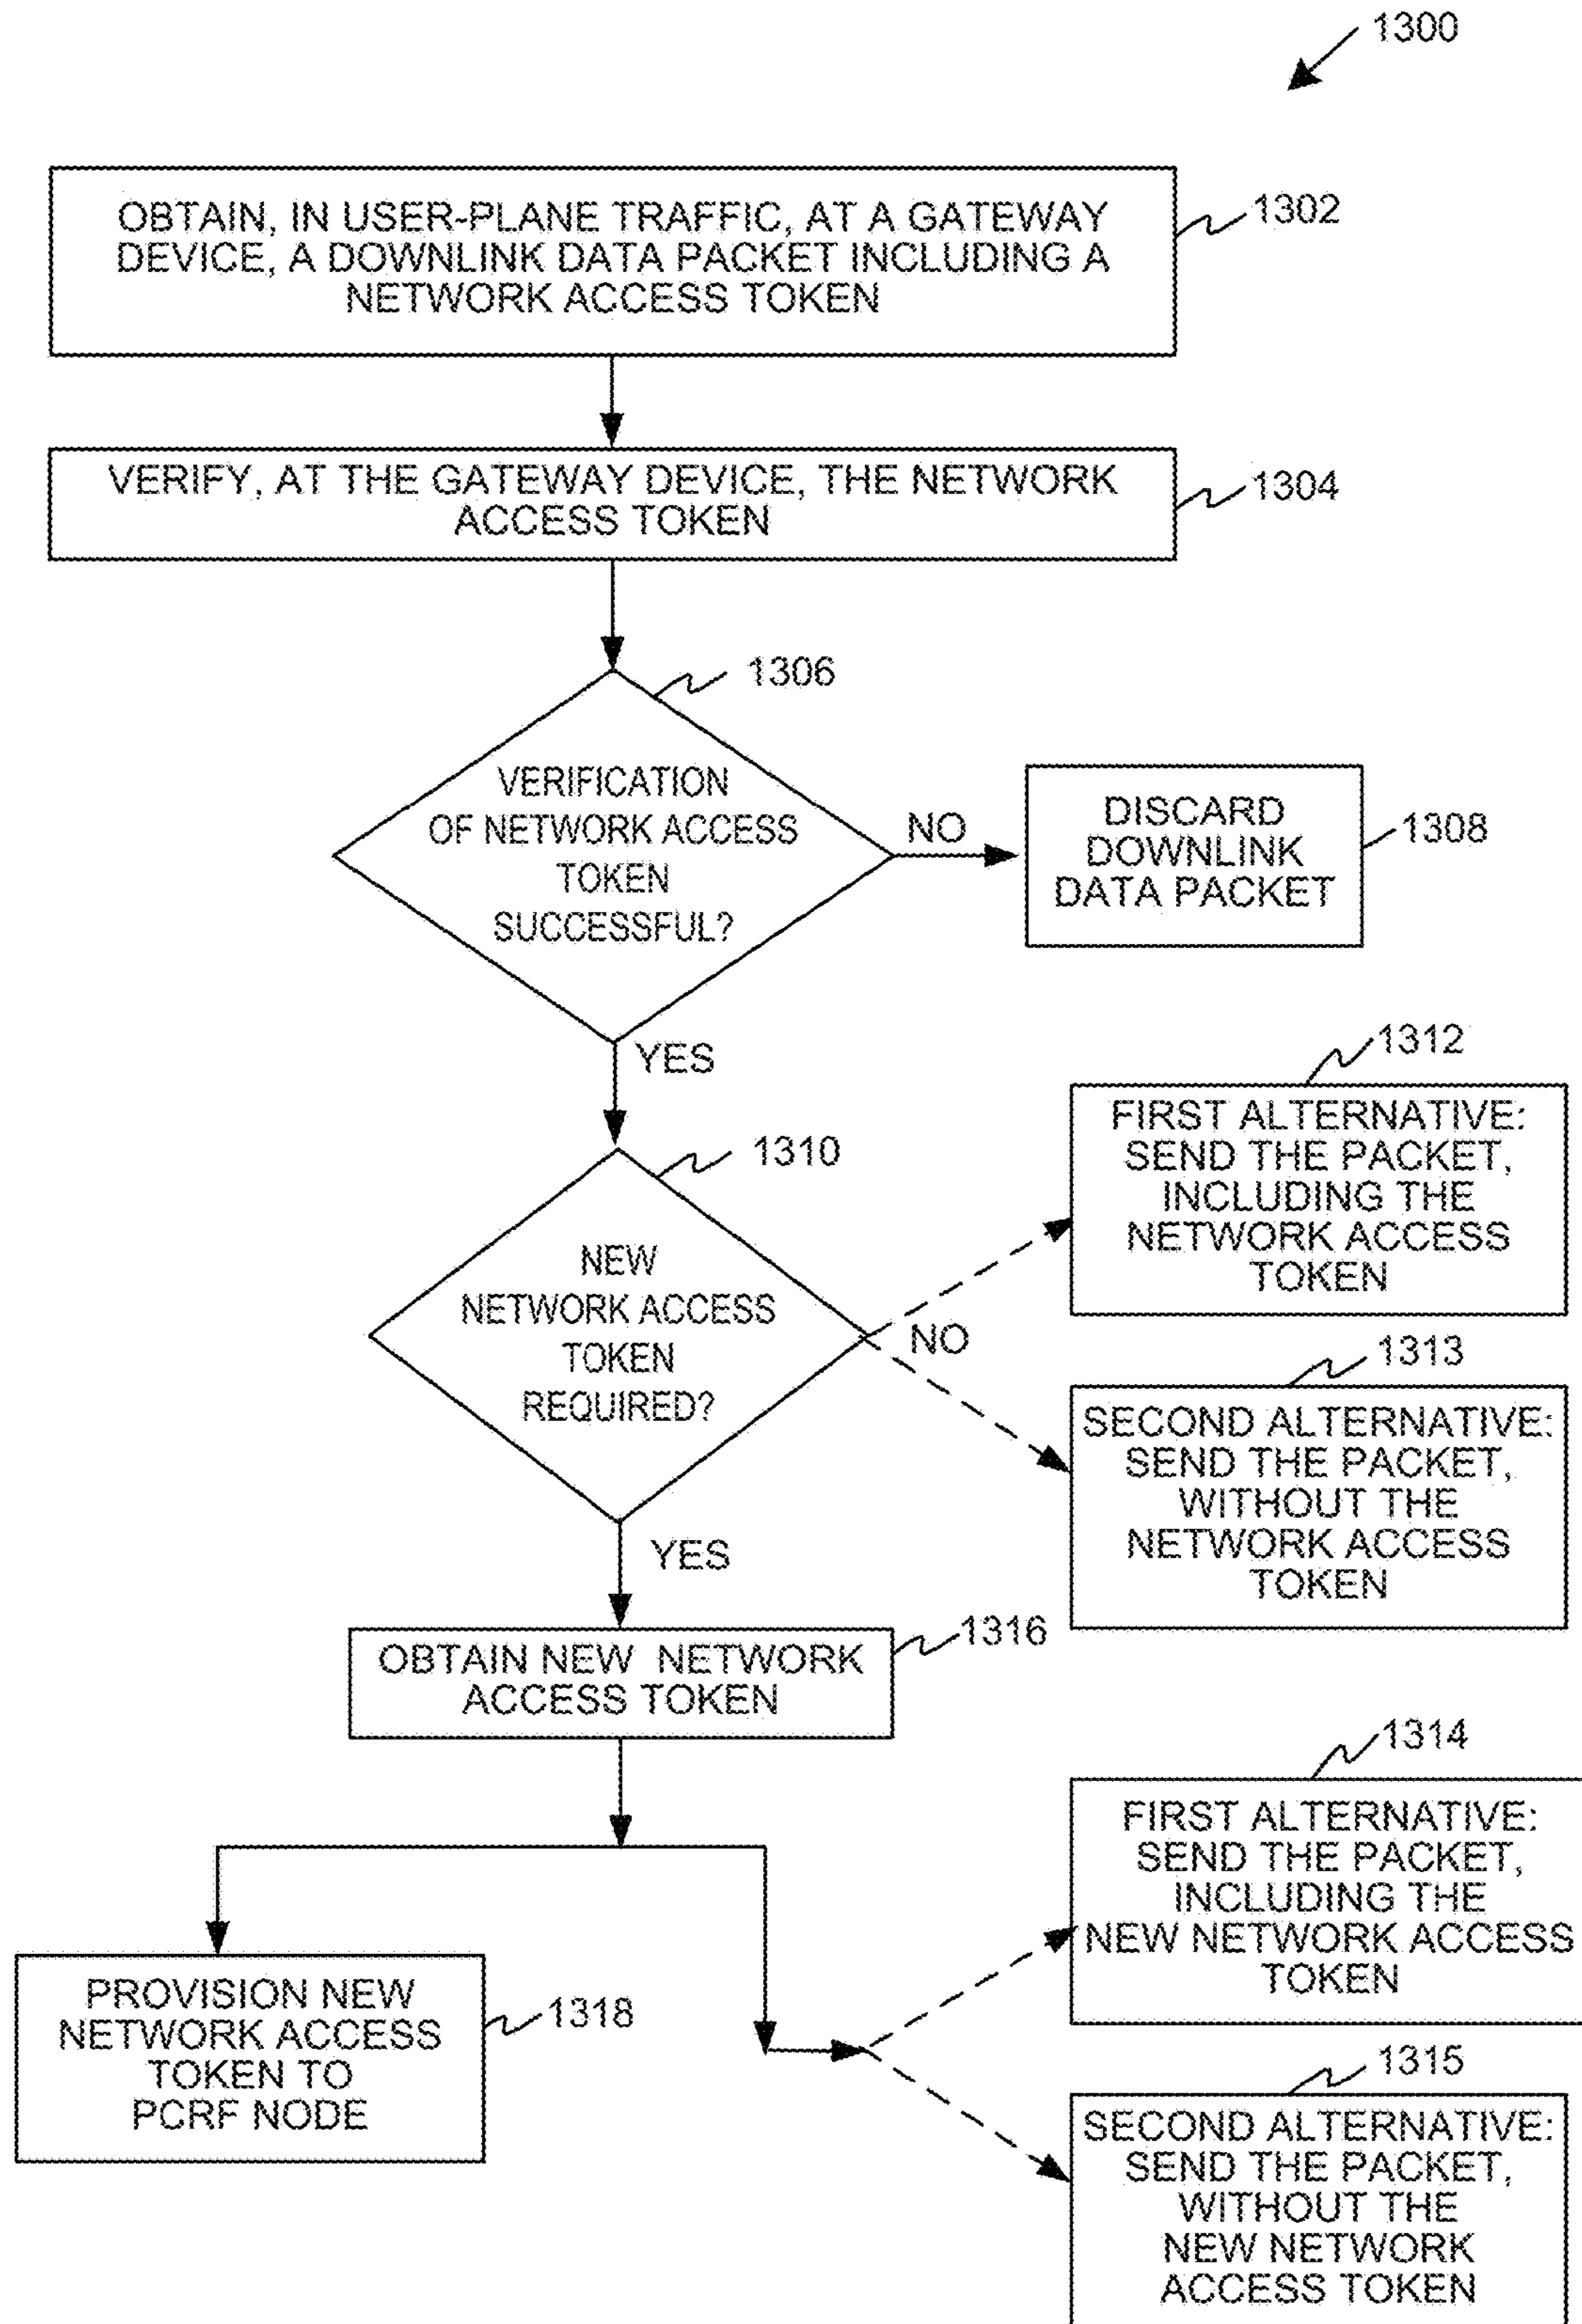 1300
OBTAIN, IN USER-PLANE TRAFFIC, AT A GATEWAY
DEVICE, A DOWNLINK DATA PACKET INCLUDING A
NETWORK ACCESS TOKEN
1302
VERIFY, AT THE GATEWAY DEVICE, THE NETWORK
ACCESS TOKEN
1304
1306
VERIFICATION
OF NETWORK ACCESS
TOKEN
SUCCESSFUL?
NO
DISCARD
DOWNLINK
DATA PACKET
1308
YES
1310
NEW
NETWORK ACCESS
TOKEN
REQUIRED?
NO
1312
FIRST ALTERNATIVE:
SEND THE PACKET,
INCLUDING THE
NETWORK ACCESS
TOKEN
1313
SECOND ALTERNATIVE:
SEND THE PACKET,
WITHOUT THE
NETWORK ACCESS
TOKEN
YES
OBTAIN NEW NETWORK
ACCESS TOKEN
1316
1314
FIRST ALTERNATIVE:
SEND THE PACKET,
INCLUDING THE
NEW NETWORK ACCESS
TOKEN
PROVISION NEW
NETWORK ACCESS
TOKEN TO
PCRF NODE
1318
1315
SECOND ALTERNATIVE:
SEND THE PACKET,
WITHOUT THE
NEW NETWORK
ACCESS TOKEN